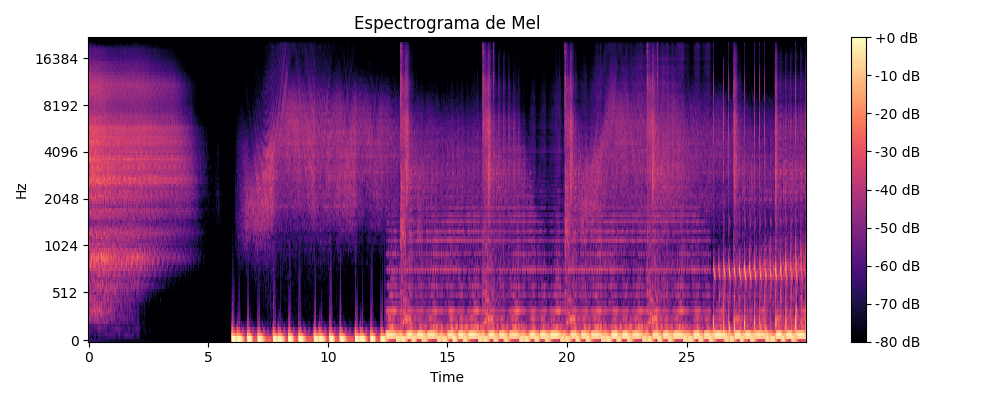 Espectrograma de Mel
Hz
16384
8192
4096
2048
1024
512
0
0 5 10 15 20 25
Time
+0 dB
-10 dB
-20 dB
-30 dB
-40 dB
-50 dB
-60 dB
-70 dB
-80 dB